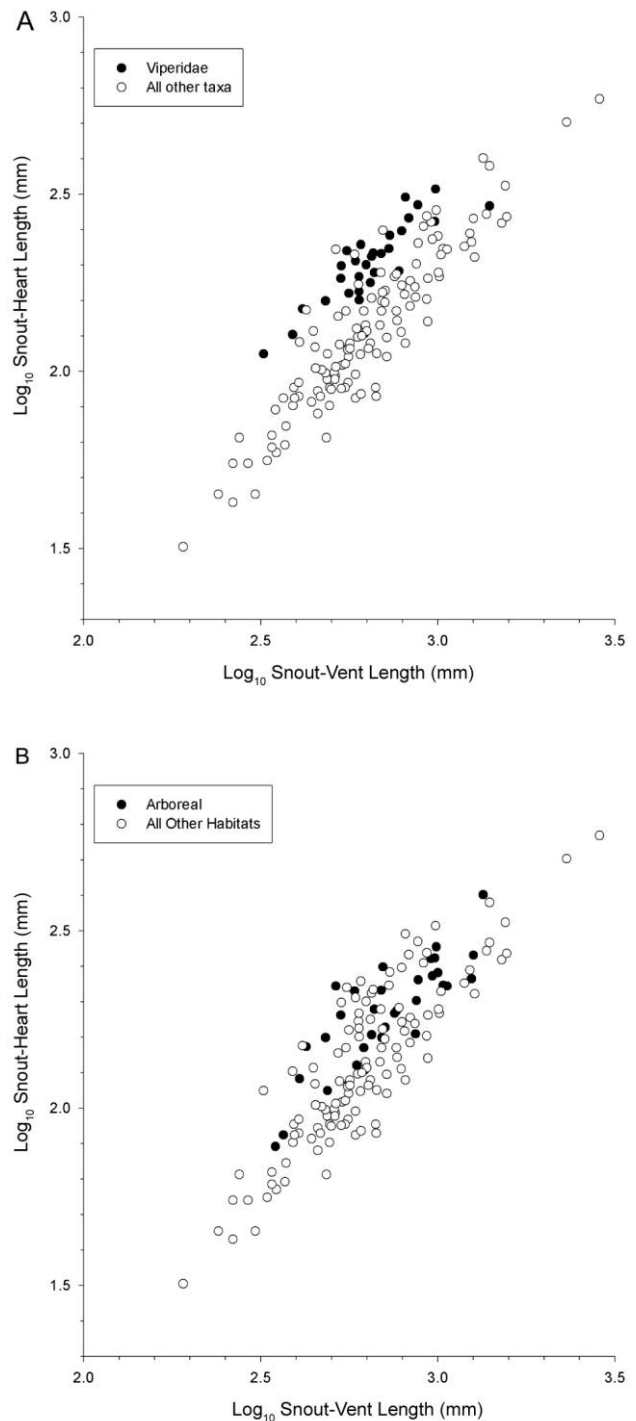 A
3.0
Viperidae
All other taxa
2.5
Log₁₀ Snout-Heart Length (mm)
2.0
1.5
2.0 2.5 3.0 3.5
Log₁₀ Snout-Vent Length (mm)
B
3.0
Arboreal
All Other Habitats
2.5
Log₁₀ Snout-Heart Length (mm)
2.0
1.5
2.0 2.5 3.0 3.5
Log₁₀ Snout-Vent Length (mm)